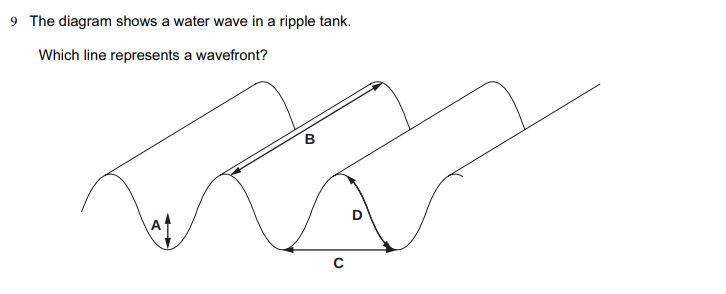 9 The diagram shows a water wave in a ripple tank.
Which line represents a wavefront?
B
A
D
C